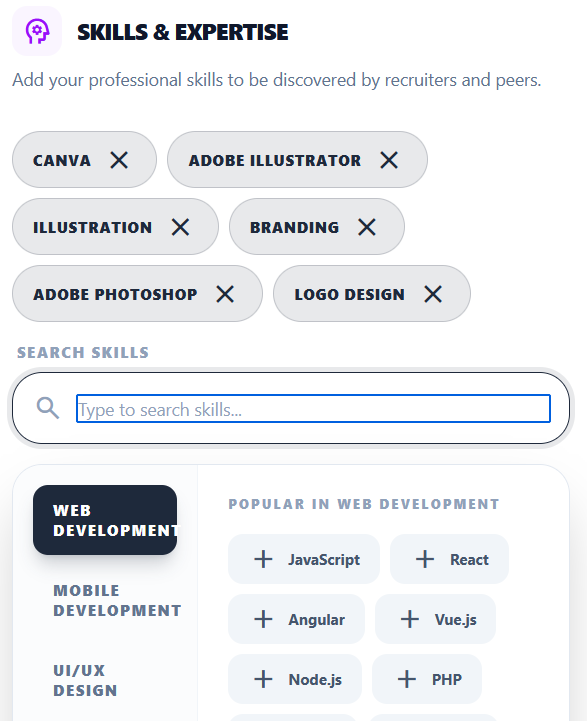 SKILLS & EXPERTISE
Add your professional skills to be discovered by recruiters and peers.
CANVA
ADOBE ILLUSTRATOR
ILLUSTRATION
BRANDING
ADOBE PHOTOSHOP
LOGO DESIGN
SEARCH SKILLS
Type to search skills...
WEB
DEVELOPMENT
MOBILE
DEVELOPMENT
UI/UX
DESIGN
POPULAR IN WEB DEVELOPMENT
JavaScript
React
Angular
Vue.js
Node.js
PHP